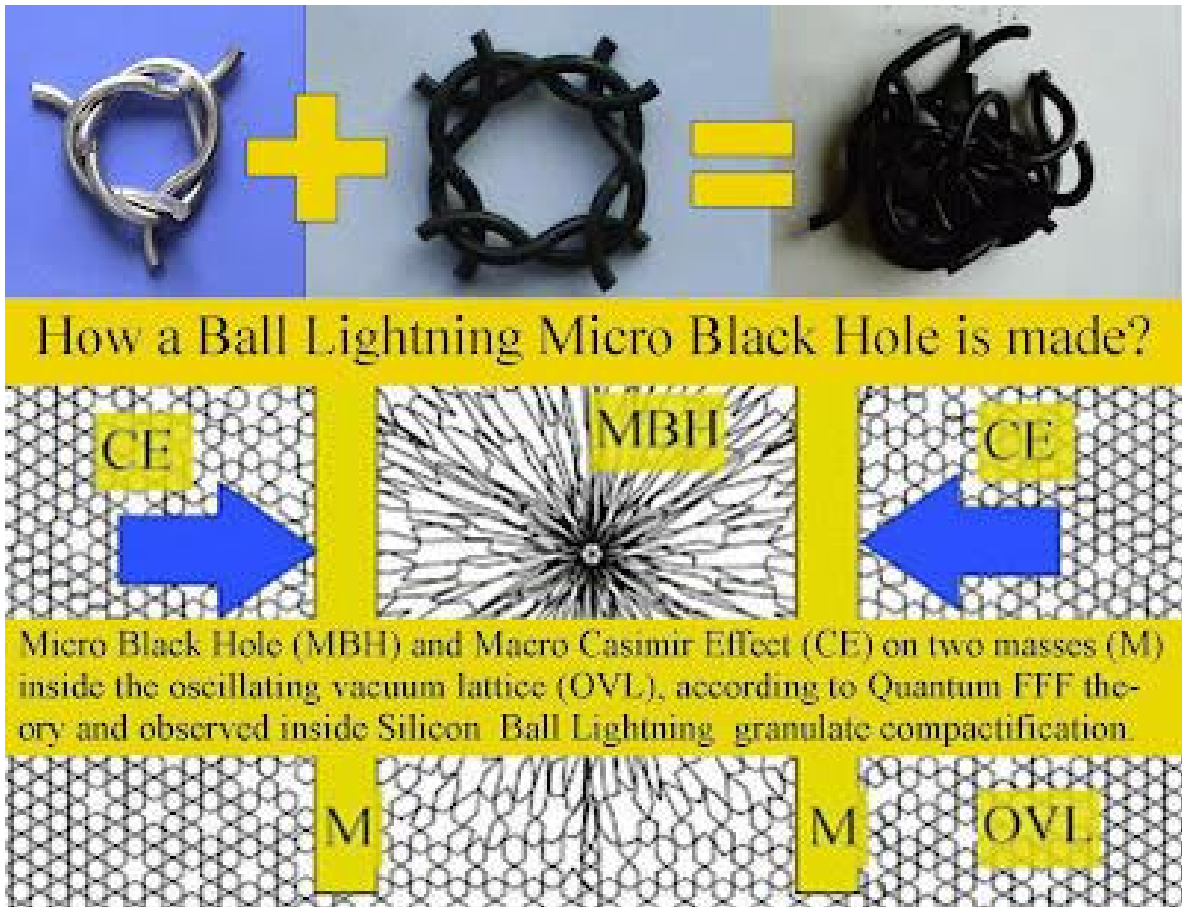 How a Ball Lightning Micro Black Hole is made?
CE
MBH
CE
Micro Black Hole (MBH) and Macro Casimir Effect (CE) on two masses (M)
inside the oscillating vacuum lattice (OVL), according to Quantum FFF the-
ory and observed inside Silicon Ball Lightning granulate compactification.
M
M
OVL